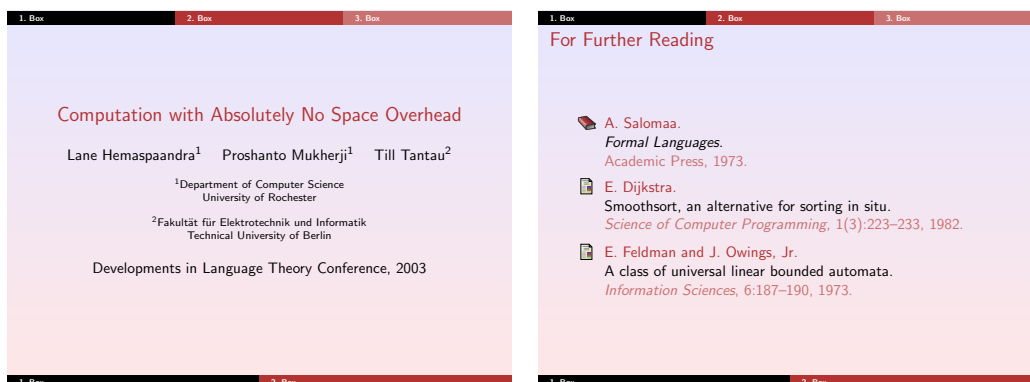 1. Box 2. Box 3. Box
Computation with Absolutely No Space Overhead
Lane Hemaspaandra1 Proshanto Mukherji1 Till Tantau2
1Department of Computer Science
University of Rochester
2Fakultät für Elektrotechnik und Informatik
Technical University of Berlin
Developments in Language Theory Conference, 2003
1. Box 2. Box
1. Box 2. Box 3. Box
For Further Reading
A. Salomaa.
Formal Languages.
Academic Press, 1973.
E. Dijkstra.
Smoothsort, an alternative for sorting in situ.
Science of Computer Programming, 1(3):223–233, 1982.
E. Feldman and J. Owings, Jr.
A class of universal linear bounded automata.
Information Sciences, 6:187–190, 1973.
1. Box 2. Box